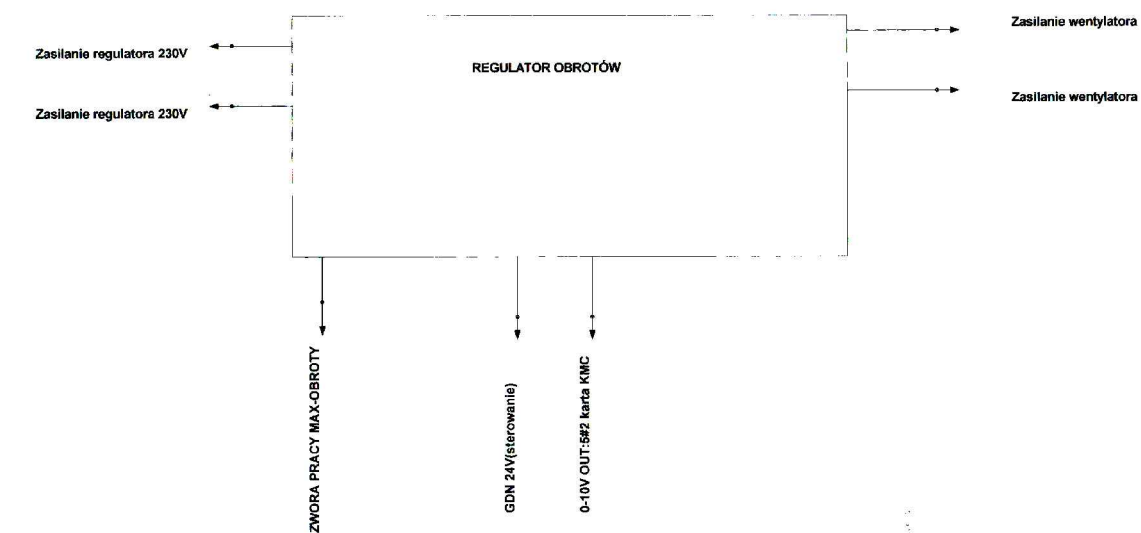 Zasilanie wentylatora
Zasilanie regulatora 230V
REGULATOR OBROTÓW
Zasilanie wentylatora
Zasilanie regulatora 230V
ZWORA PRACY MAX-OBROTY
GDN 24V(sterowanie)
0-10V OUT:5#2 karta KMC